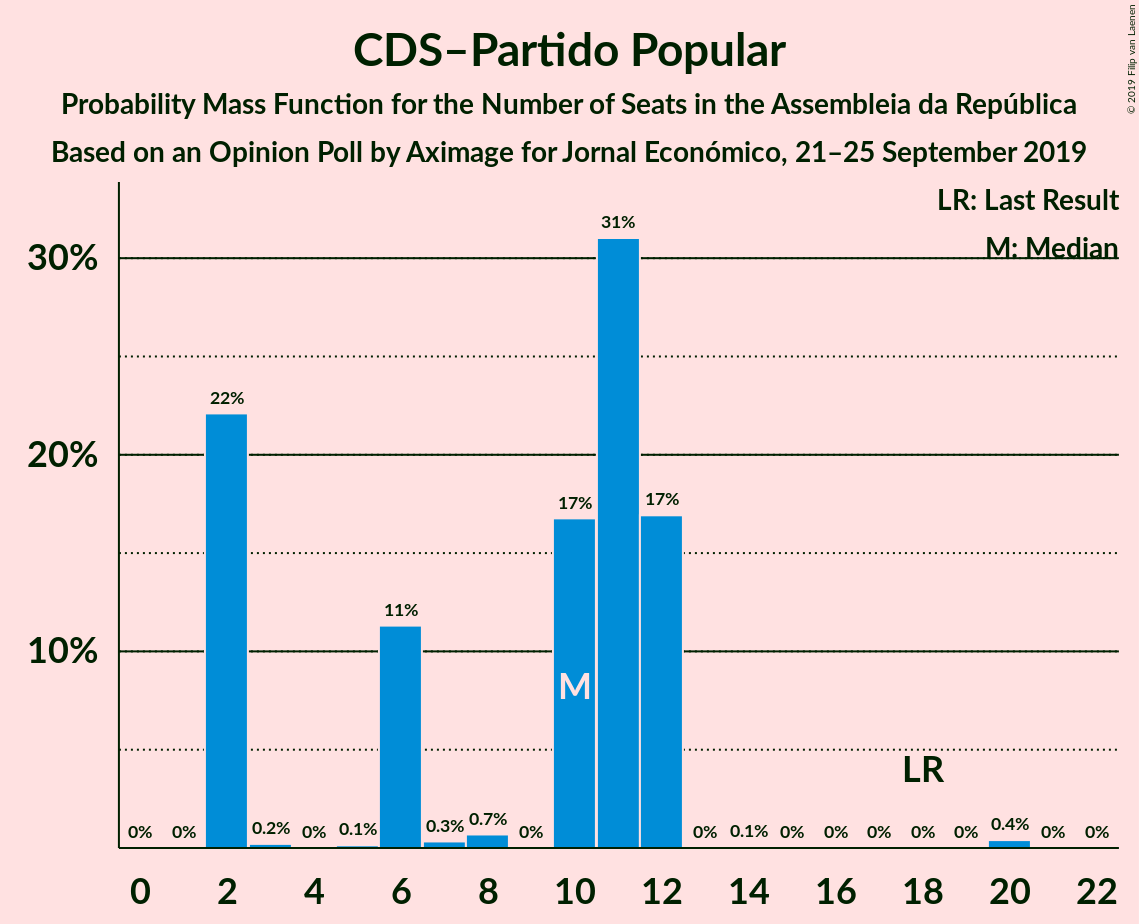 CDS–Partido Popular
Probability Mass Function for the Number of Seats in the Assembleia da República
Based on an Opinion Poll by Aximage for Jornal Económico, 21–25 September 2019
© 2019 Filip van Laenen
LR: Last Result
M: Median
30%
20%
10%
0%
0%
22%
0.2%
0%
0.1%
11%
0.3%
0.7%
0%
17%
31%
17%
0%
0.1%
0%
0%
0%
0%
0%
0.4%
0%
0%
M
LR
0 2 4 6 8 10 12 14 16 18 20 22